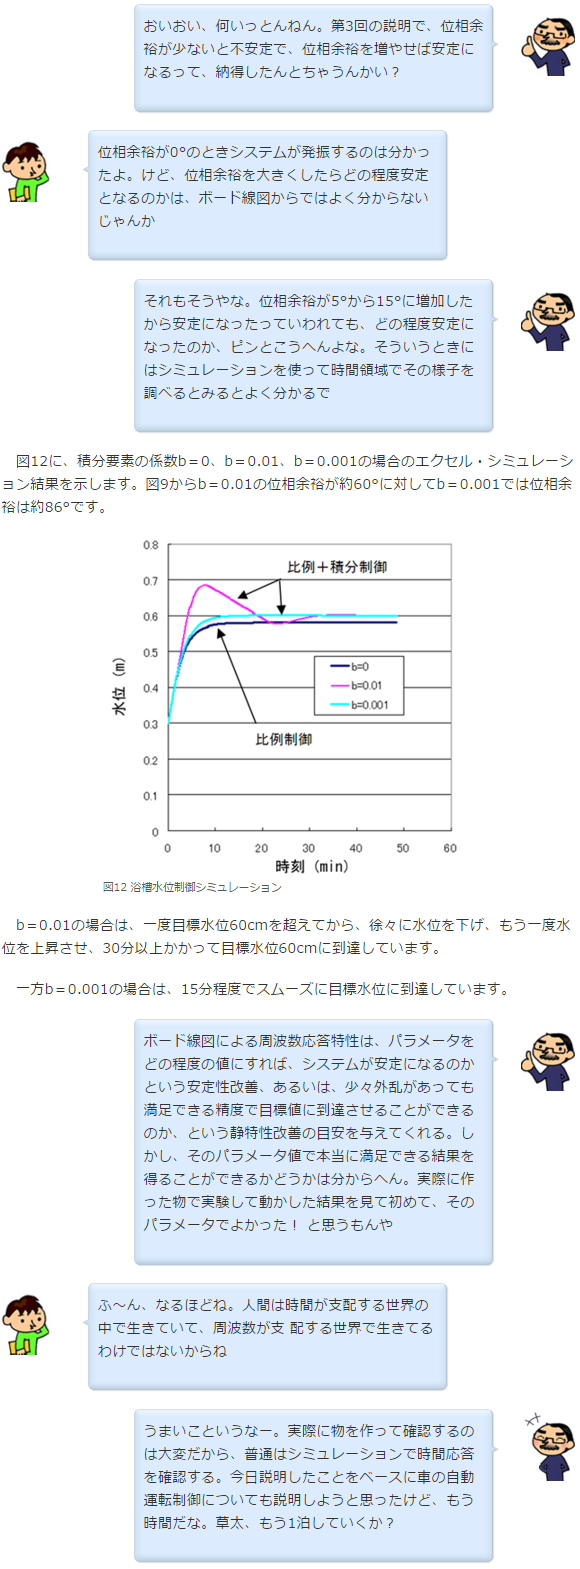 おいおい、何いっとんねん。第3回の説明で、位相余
裕が少ないと不安定で、位相余裕を増やせば安定に
なるって、納得したんとちゃうんかい？
位相余裕が0°のときシステムが発振するのは分かっ
たよ。けど、位相余裕を大きくしたらどの程度安定
となるのかは、ボード線図からではよく分からない
じゃんか
それもそうやな。位相余裕が5°から15°に増加した
から安定になったっていわれても、どの程度安定に
なったのか、ピンとこうへんよな。そういうときに
はシミュレーションを使って時間領域でその様子を
調べるとみるとよく分かるで
図12に、積分要素の係数b＝0、b＝0.01、b＝0.001の場合のエクセル・シミュレーシ
ョン結果を示します。図9からb＝0.01の位相余裕が約60°に対してb＝0.001では位相余
裕は約86°です。
0.8
0.7
0.6
0.5
0.4
0.3
0.2
0.1
0
水位（m）
比例＋積分制御
b=0
b=0.01
b=0.001
比例制御
0 10 20 30 40 50 60
時刻（min）
図12 浴槽水位制御シミュレーション
b＝0.01の場合は、一度目標水位60cmを超えてから、徐々に水位を下げ、もう一度水
位を上昇させ、30分以上かかって目標水位60cmに到達しています。
一方b＝0.001の場合は、15分程度でスムーズに目標水位に到達しています。
ボード線図による周波数応答特性は、パラメータを
どの程度の値にすれば、システムが安定になるのか
という安定性改善、あるいは、少々外乱があっても
満足できる精度で目標値に到達させることができる
のか、という静特性改善の目安を与えてくれる。し
かし、そのパラメータ値で本当に満足できる結果を
得ることができるかどうかは分からへん。実際に作
った物で実験して動かした結果を見て初めて、その
パラメータでよかった！ と思うもんや
ふ～ん、なるほどね。人間は時間が支配する世界の
中で生きていて、周波数が支 配する世界で生きてる
わけではないからね
うまいこというなー。実際に物を作って確認するの
は大変だから、普通はシミュレーションで時間応答
を確認する。今日説明したことをベースに車の自動
運転制御についても説明しようと思ったけど、もう
時間だな。草太、もう1泊していくか？